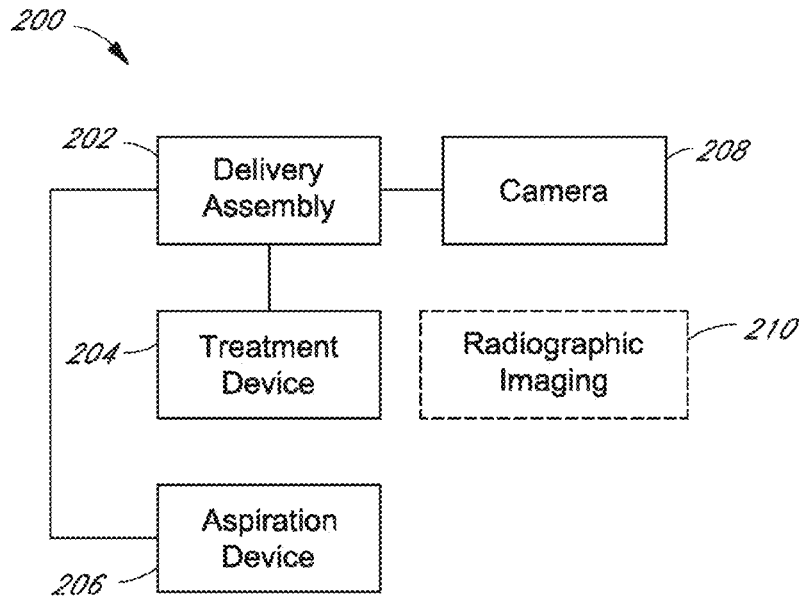 200
202
Delivery
Assembly
Camera
208
204
Treatment
Device
Radiographic
Imaging
210
Aspiration
Device
206